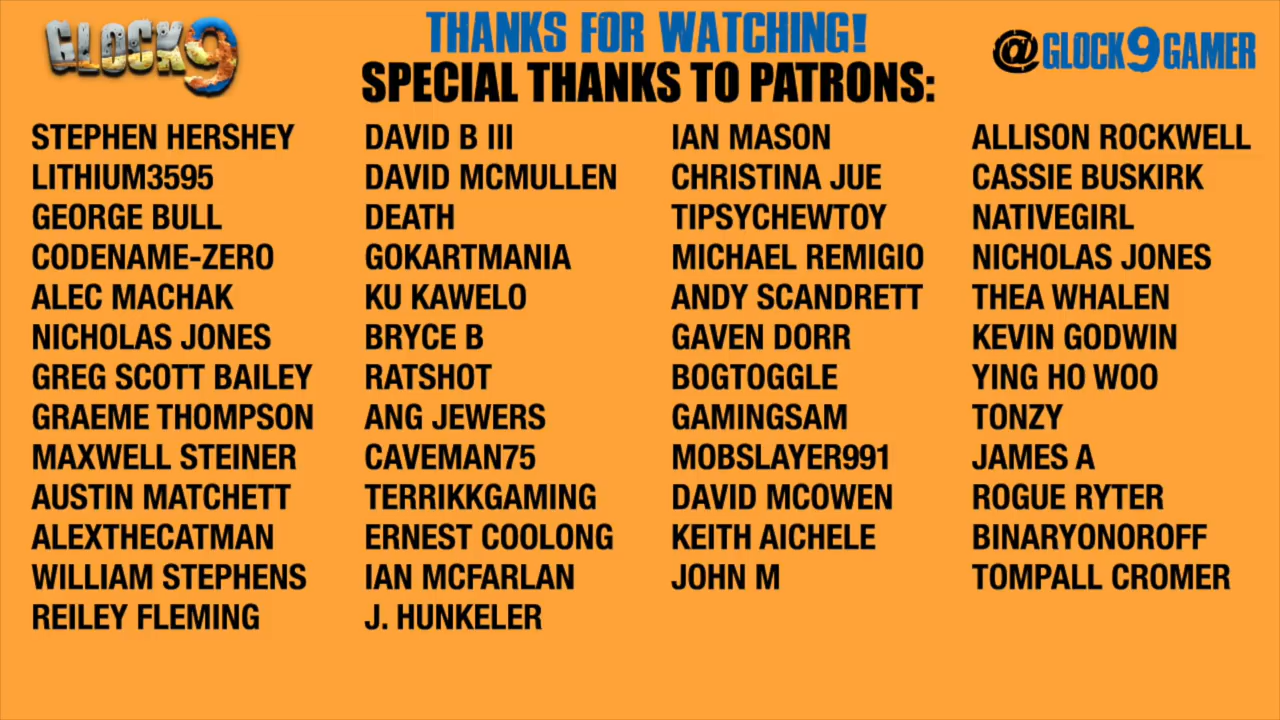 GLOCK9
THANKS FOR WATCHING!
@GLOCK9GAMER
SPECIAL THANKS TO PATRONS:
STEPHEN HERSHEY
LITHIUM3595
GEORGE BULL
CODENAME-ZERO
ALEC MACHAK
NICHOLAS JONES
GREG SCOTT BAILEY
GRAEME THOMPSON
MAXWELL STEINER
AUSTIN MATCHETT
ALEXTHECATMAN
WILLIAM STEPHENS
REILEY FLEMING
DAVID B III
DAVID MCMULLEN
DEATH
GOKARTMANIA
KU KAWELO
BRYCE B
RATSHOT
ANG JEWERS
CAVEMAN75
TERRIKKGAMING
ERNEST COOLONG
IAN MCFARLAN
J. HUNKELER
IAN MASON
CHRISTINA JUE
TIPSYCHEWTOY
MICHAEL REMIGIO
ANDY SCANDRETT
GAVEN DORR
BOGTOGGLE
GAMINGSAM
MOBSLAYER991
DAVID MCOWEN
KEITH AICHELE
JOHN M
ALLISON ROCKWELL
CASSIE BUSKIRK
NATIVEGIRL
NICHOLAS JONES
THEA WHALEN
KEVIN GODWIN
YING HO WOO
TONZY
JAMES A
ROGUE RYTER
BINARYONOROFF
TOMPALL CROMER